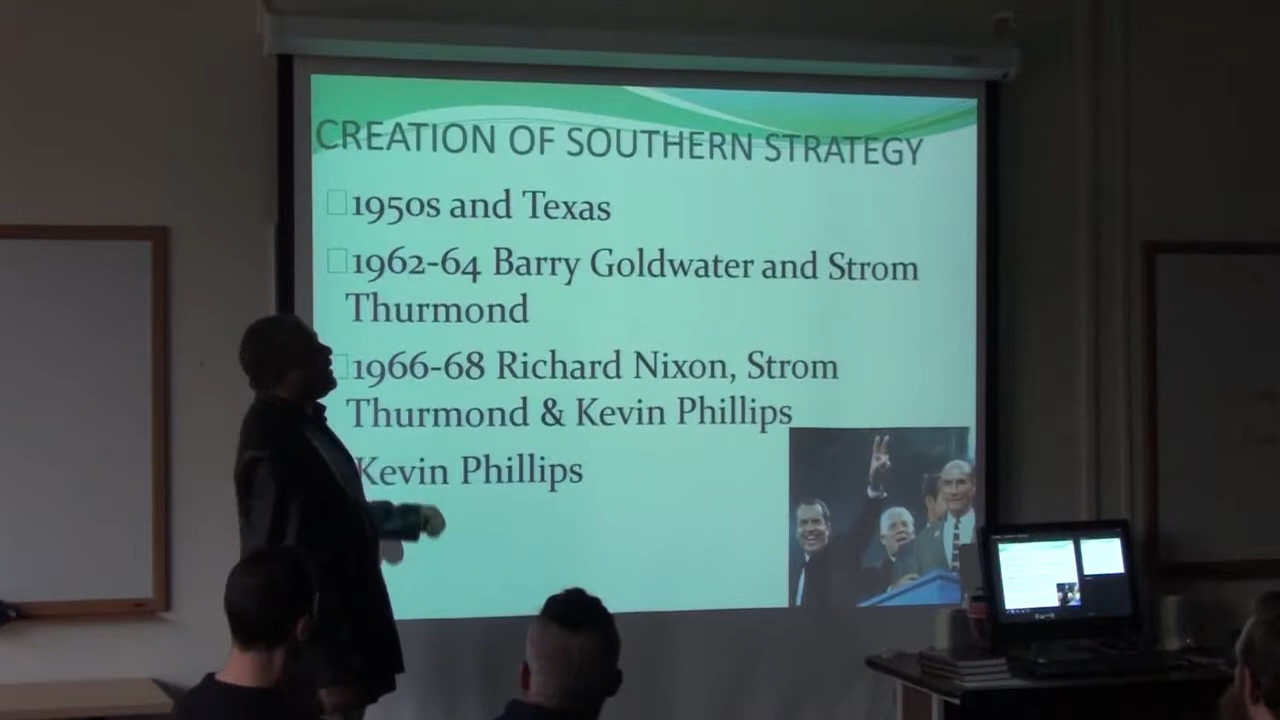 CREATION OF SOUTHERN STRATEGY
1950s and Texas
1962-64 Barry Goldwater and Strom
Thurmond
1966-68 Richard Nixon, Strom
Thurmond & Kevin Phillips
Kevin Phillips